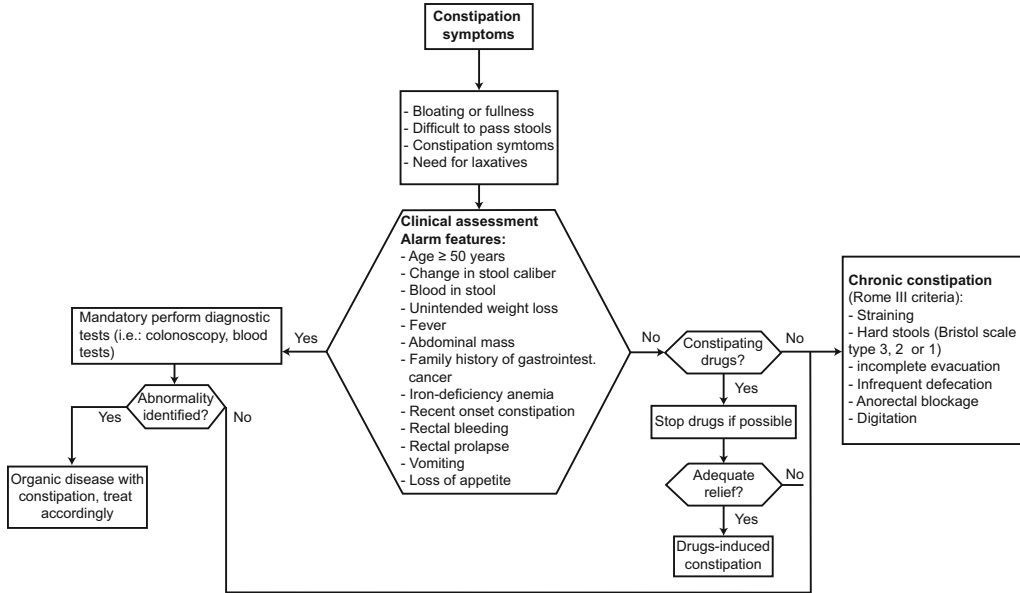 Constipation
symptoms
- Bloating or fullness
- Difficult to pass stools
- Constipation symtoms
- Need for laxatives
Clinical assessment
Alarm features:
- Age ≥ 50 years
- Change in stool caliber
- Blood in stool
- Unintended weight loss
- Fever
- Abdominal mass
- Family history of gastrointest.
cancer
- Iron-deficiency anemia
- Recent onset constipation
- Rectal bleeding
- Rectal prolapse
- Vomiting
- Loss of appetite
Yes
Mandatory perform diagnostic
tests (i.e.: colonoscopy, blood
tests)
Abnormality
identified?
Yes
No
Organic disease with
constipation, treat
accordingly
No
Constipating
drugs?
No
Yes
Stop drugs if possible
Adequate
relief?
No
Yes
Drugs-induced
constipation
Chronic constipation
(Rome III criteria):
- Straining
- Hard stools (Bristol scale
type 3, 2 or 1)
- incomplete evacuation
- Infrequent defecation
- Anorectal blockage
- Digitation